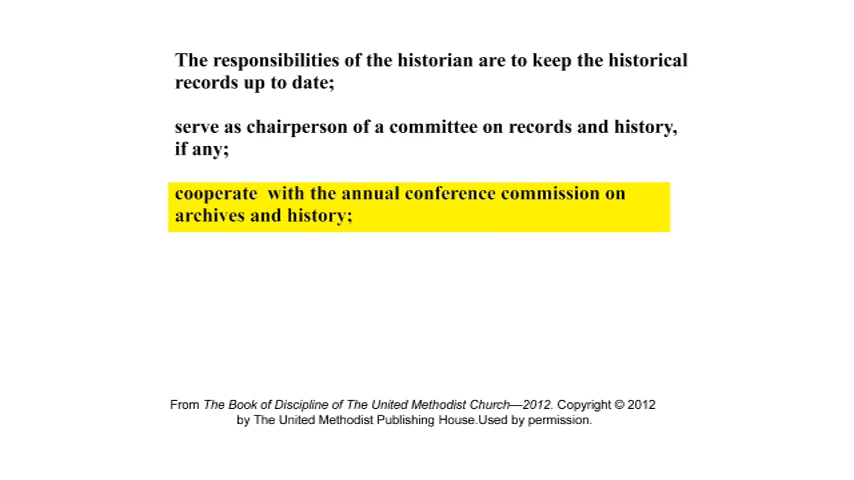 The responsibilities of the historian are to keep the historical
records up to date;
serve as chairperson of a committee on records and history,
if any;
cooperate  with the annual conference commission on
archives and history;
From The Book of Discipline of The United Methodist Church—2012. Copyright © 2012
by The United Methodist Publishing House.Used by permission.